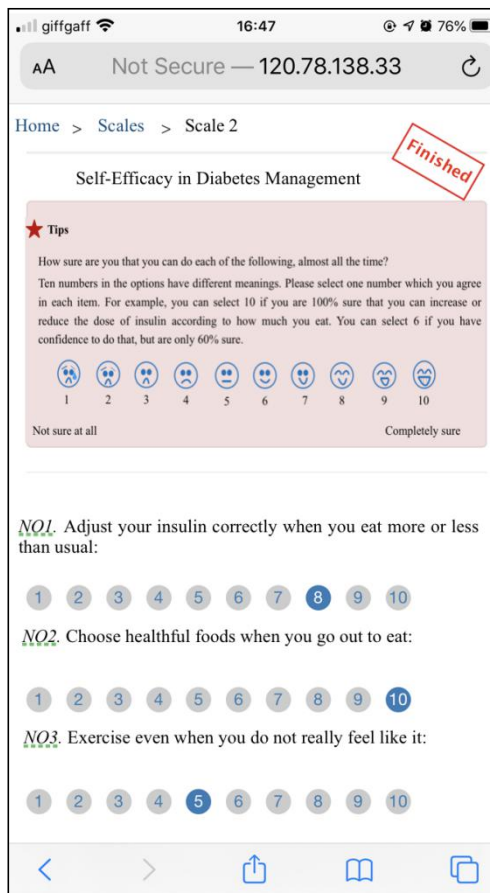 giffgaff 16:47 76%
AA Not Secure — 120.78.138.33
Home > Scales > Scale 2
Finished
Self-Efficacy in Diabetes Management
Tips
How sure are you that you can do each of the following, almost all the time?
Ten numbers in the options have different meanings. Please select one number which you agree
in each item. For example, you can select 10 if you are 100% sure that you can increase or
reduce the dose of insulin according to how much you eat. You can select 6 if you have
confidence to do that, but are only 60% sure.
1 2 3 4 5 6 7 8 9 10
Not sure at all Completely sure
NO1. Adjust your insulin correctly when you eat more or less
than usual:
1 2 3 4 5 6 7 8 9 10
NO2. Choose healthful foods when you go out to eat:
1 2 3 4 5 6 7 8 9 10
NO3. Exercise even when you do not really feel like it:
1 2 3 4 5 6 7 8 9 10